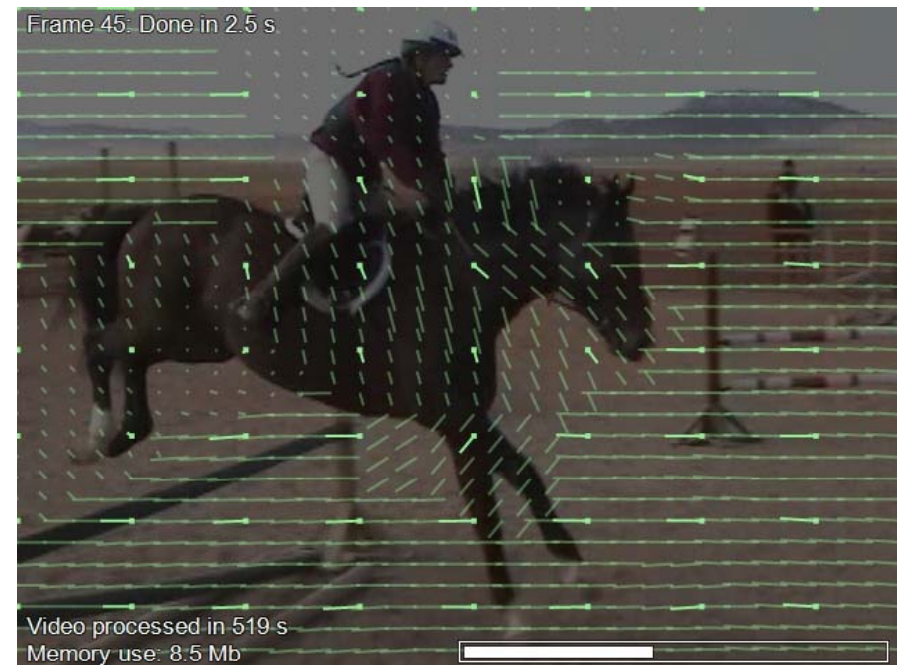 Frame 45: Done in 2.5 s
Video processed in 519 s
Memory use: 8.5 Mb